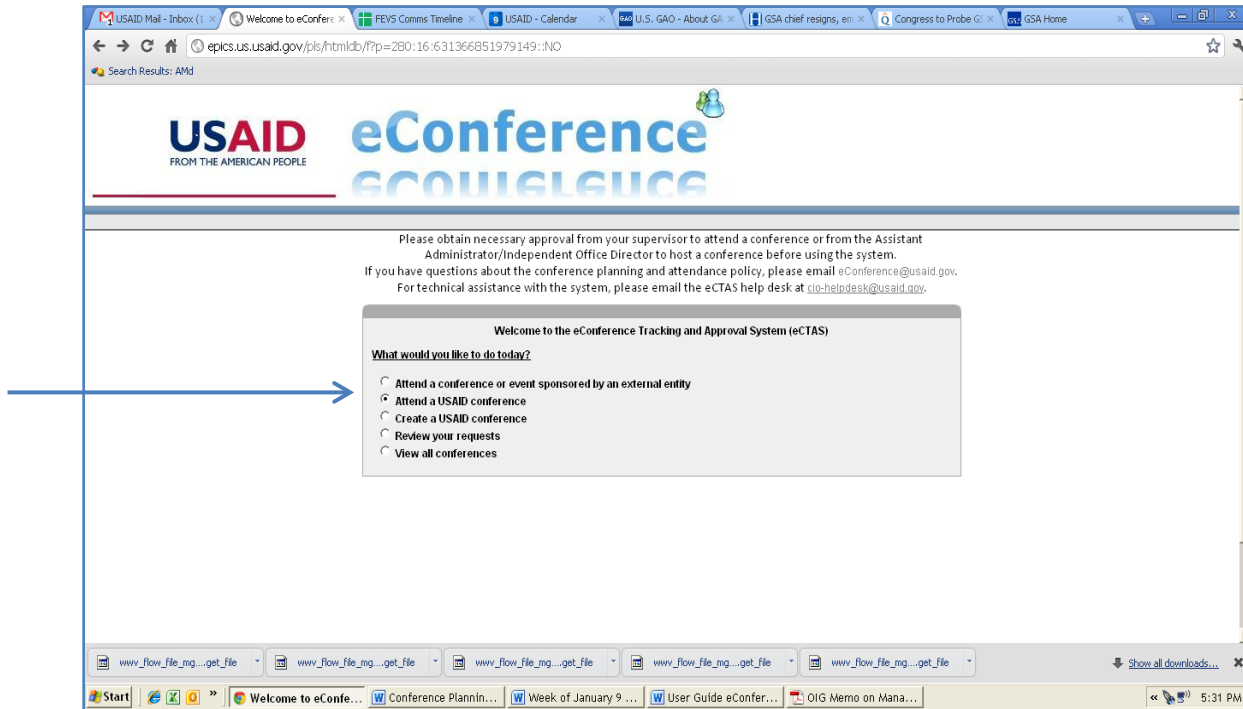 USAID Mail - Inbox (1
Welcome to eConfere
FEVS Comms Timeline
USAID - Calendar
U.S. GAO - About GA
GSA chief resigns, em
Congress to Probe G
GSA Home
epics.us.usaid.gov/pls/htmldb/f?p=280:16:631366851979149::NO
Search Results: AMd
USAID
FROM THE AMERICAN PEOPLE
eConference
Please obtain necessary approval from your supervisor to attend a conference or from the Assistant
Administrator/Independent Office Director to host a conference before using the system.
If you have questions about the conference planning and attendance policy, please email eConference@usaid.gov.
For technical assistance with the system, please email the eCTAS help desk at cio-helpdesk@usaid.gov.
Welcome to the eConference Tracking and Approval System (eCTAS)
What would you like to do today?
Attend a conference or event sponsored by an external entity
Attend a USAID conference
Create a USAID conference
Review your requests
View all conferences
wwv_flow_file_mg....get_file
wwv_flow_file_mg....get_file
wwv_flow_file_mg....get_file
wwv_flow_file_mg....get_file
wwv_flow_file_mg....get_file
Show all downloads...
Start
Welcome to eConfe...
Conference Plannin...
Week of January 9 ...
User Guide eConfer...
OIG Memo on Mana...
5:31 PM